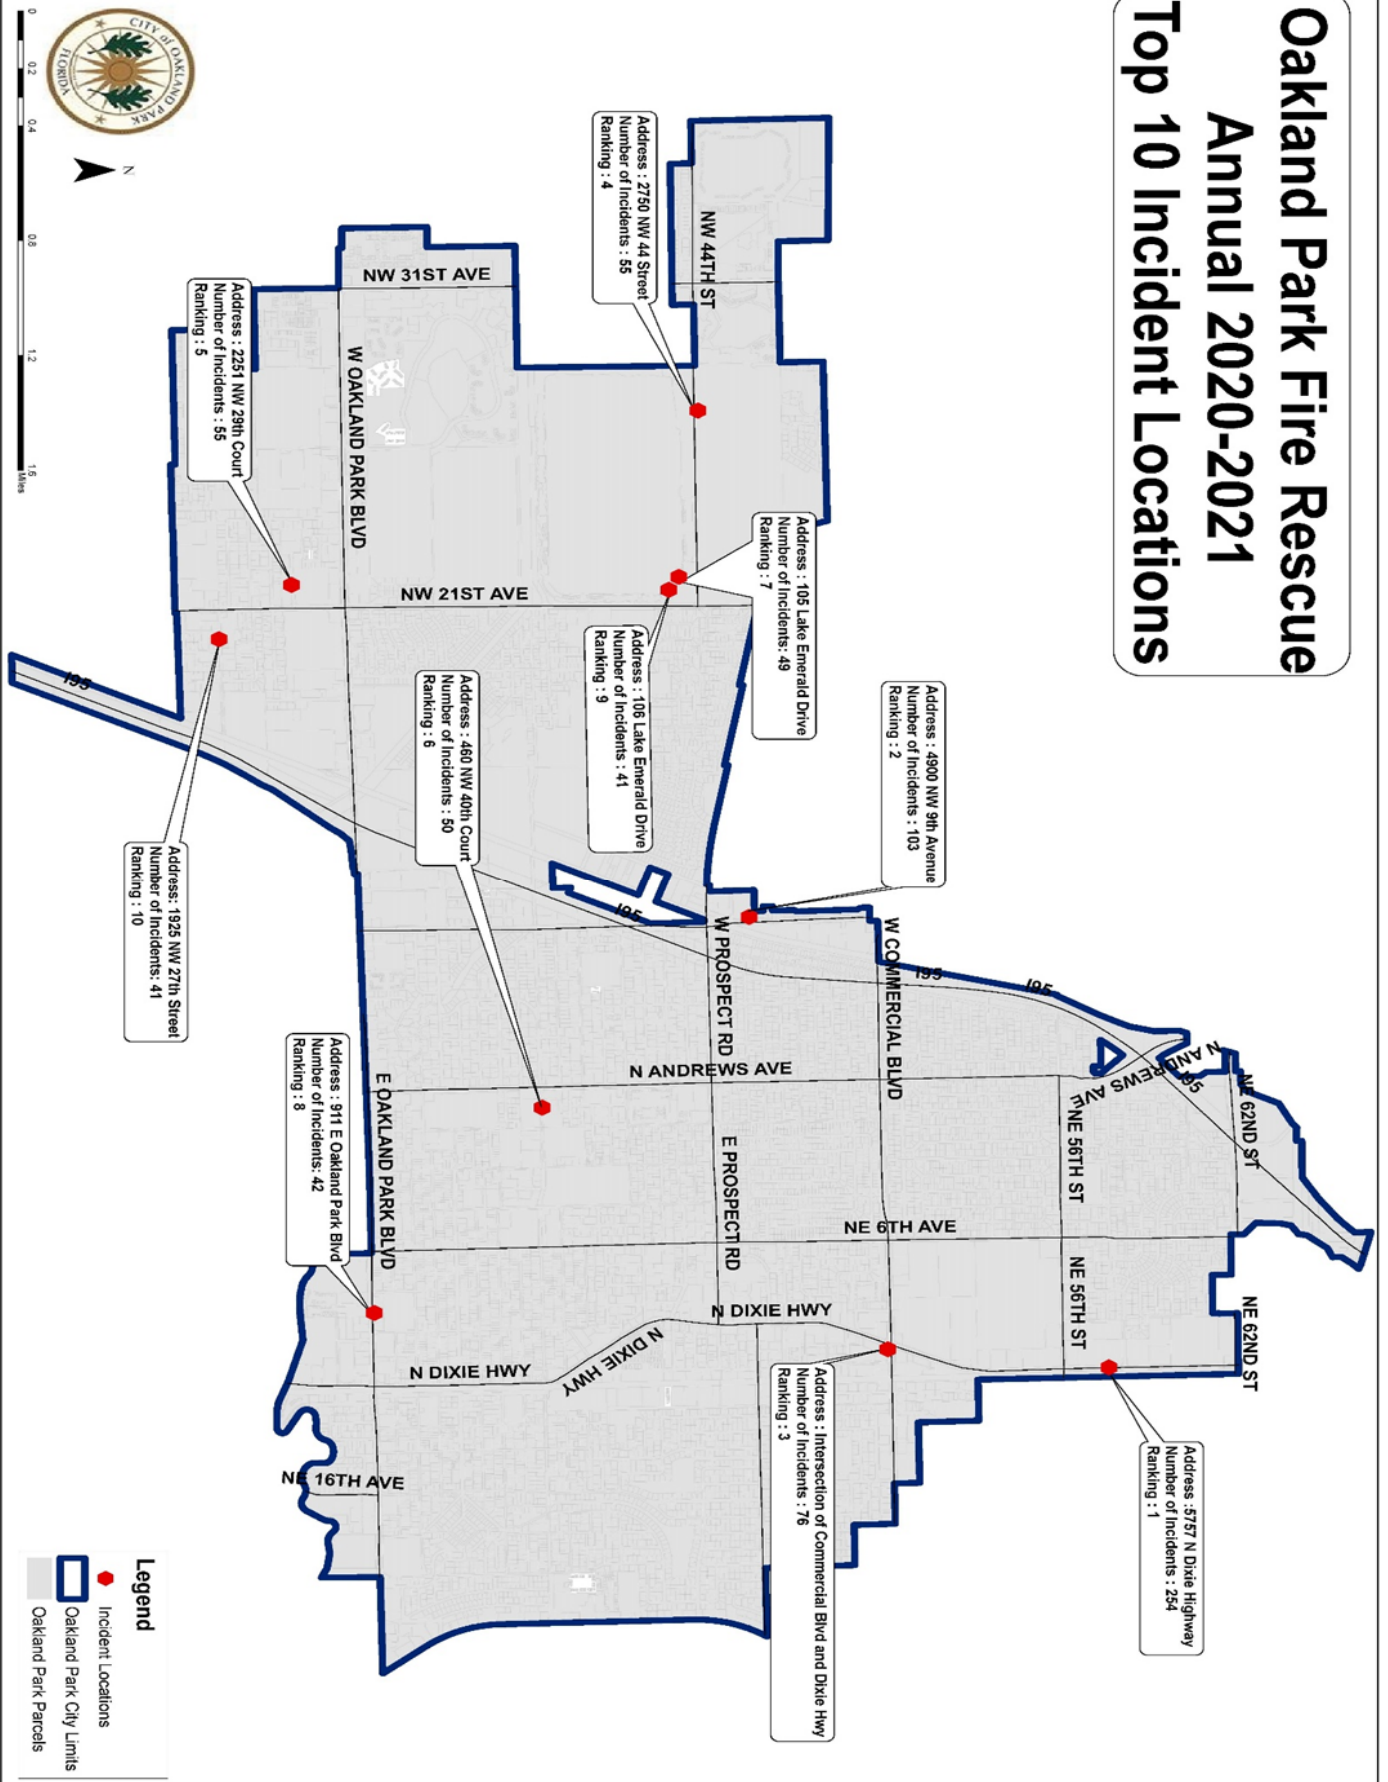 Oakland Park Fire Rescue
Annual 2020-2021
Top 10 Incident Locations
Address :5757 N Dixie Highway
Number of Incidents : 254
Ranking : 1
Address : 4900 NW 9th Avenue
Number of Incidents : 103
Ranking : 2
Address : Intersection of Commercial Blvd and Dixie Hwy
Number of Incidents : 76
Ranking : 3
Address : 2750 NW 44 Street
Number of Incidents : 55
Ranking : 4
Address : 2251 NW 29th Court
Number of Incidents : 55
Ranking : 5
Address : 460 NW 40th Court
Number of Incidents : 50
Ranking : 6
Address : 105 Lake Emerald Drive
Number of Incidents: 49
Ranking : 7
Address : 911 E Oakland Park Blvd
Number of Incidents: 42
Ranking : 8
Address : 106 Lake Emerald Drive
Number of Incidents : 41
Ranking : 9
Address: 1925 NW 27th Street
Number of Incidents: 41
Ranking : 10
NE 62ND ST
NE 62ND ST
N ANDREWS AVE
I95
I95
I95
NE 56TH ST
NE 56TH ST
W COMMERCIAL BLVD
NE 6TH AVE
NW 44TH ST
W PROSPECT RD
E PROSPECT RD
N ANDREWS AVE
N DIXIE HWY
N DIXIE HWY
N DIXIE HWY
I95
NW 31ST AVE
NW 21ST AVE
W OAKLAND PARK BLVD
E OAKLAND PARK BLVD
NE 16TH AVE
I95
CITY of OAKLAND PARK
FLORIDA
N
0 0.2 0.4 0.8 1.2 1.6
Miles
Legend
Incident Locations
Oakland Park City Limits
Oakland Park Parcels